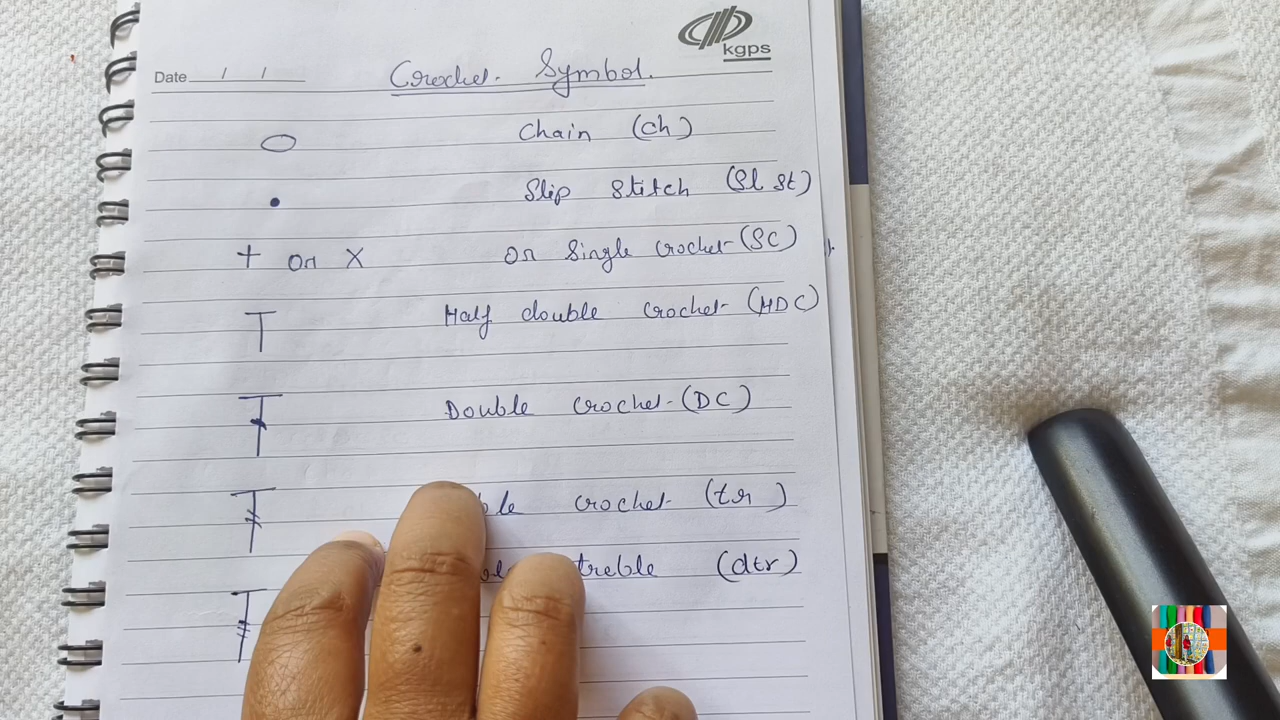 kgps
Date / /
Crochet Symbol.
Chain (ch)
Slip Stitch (Sl St)
+ or X or Single crochet (SC)
Half double crochet (HDC)
T
Double crochet (DC)
crochet (tr)
treble (dtr)